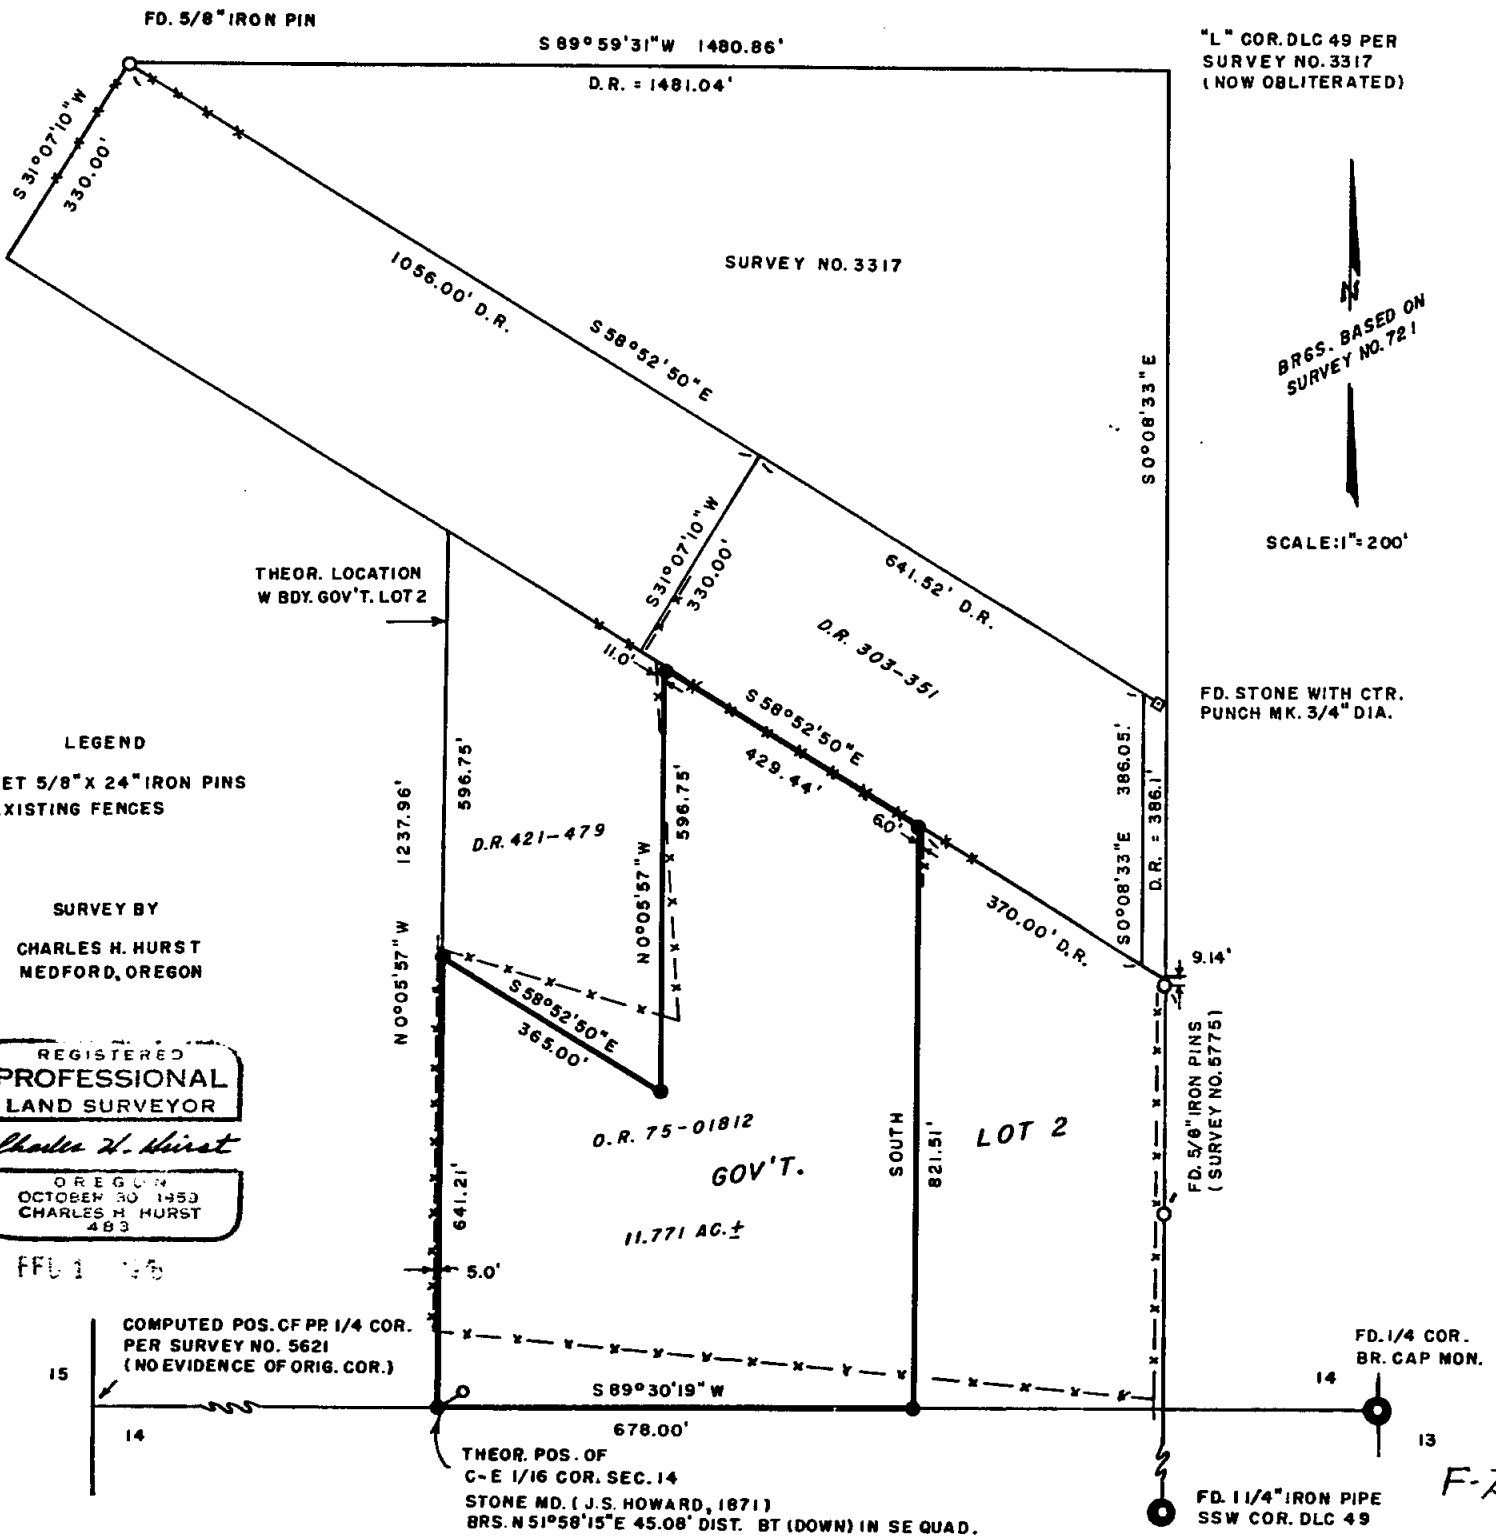 FD. 5/8" IRON PIN
S 89°59'31" W 1480.86'
D.R. = 1481.04'
"L" COR. DLC 49 PER
SURVEY NO. 3317
(NOW OBLITERATED)
S 31°07'10" W
330.00'
1056.00' D.R.
S 58°52'50" E
SURVEY NO. 3317
S 0°08'33" E
N
BRGS. BASED ON
SURVEY NO. 721
SCALE: 1" = 200'
THEOR. LOCATION
W BDY. GOV'T. LOT 2
S 31°07'10" W
330.00'
641.52' D.R.
D.R. 303-351
11.0'
S 58°52'50" E
429.44'
FD. STONE WITH CTR.
PUNCH MK. 3/4" DIA.
LEGEND
ET 5/8" X 24" IRON PINS
XISTING FENCES
1237.96'
596.75'
D.R. 421-479
596.75'
N 0°05'57" W
6.0'
386.05'
S 0°08'33" E
D.R. = 386.1'
370.00' D.R.
9.14'
SURVEY BY
CHARLES H. HURST
MEDFORD, OREGON
N 0°05'57" W
S 58°52'50" E
365.00'
FD. 5/8" IRON PINS
(SURVEY NO. 5775)
REGISTERED
PROFESSIONAL
LAND SURVEYOR
Charles H. Hurst
OREGON
OCTOBER 30 1953
CHARLES H HURST
483
O.R. 75-01812
GOV'T.
LOT 2
SOUTH
821.51'
641.21'
11.771 AC.±
5.0'
COMPUTED POS. OF PP. 1/4 COR.
PER SURVEY NO. 5621
(NO EVIDENCE OF ORIG. COR.)
15
14
S 89°30'19" W
678.00'
FD. 1/4 COR.
BR. CAP MON.
14
13
THEOR. POS. OF
C-E 1/16 COR. SEC. 14
STONE MD. (J.S. HOWARD, 1871)
BRS. N 51°58'15" E 45.08' DIST. BT (DOWN) IN SE QUAD.
FD. 1 1/4" IRON PIPE
SSW COR. DLC 49